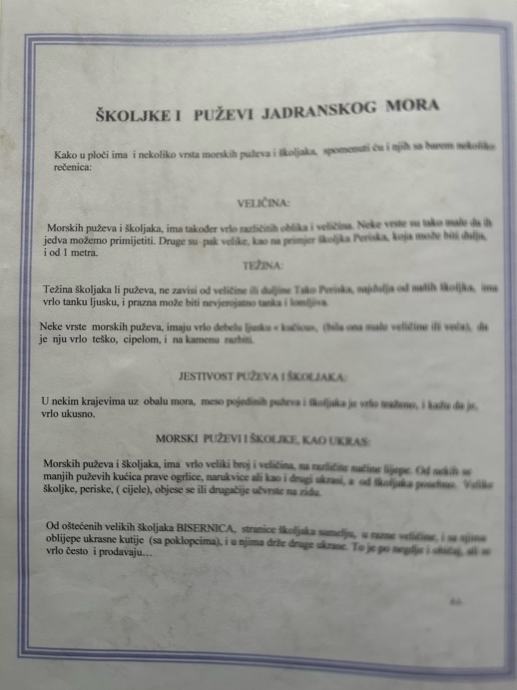 ŠKOLJKE I PUŽEVI JADRANSKOG MORA
Kako u ploči ima i nekoliko vrsta morskih puževa i školjaka, spomenuti ću i njih sa barem nekoliko
rečenica:
VELIČINA:
Morskih puževa i školjaka, ima također vrlo različitih oblika i veličina. Neke vrste su tako male da ih
jedva možemo primijetiti. Druge su pak velike, kao na primjer školjka Periska, koja može biti dulja,
i od 1 metra.
TEŽINA:
Težina školjaka li puževa, ne zavisi od veličine ili duljine Tako Periska, najdulja od naših školjka, ima
vrlo tanku ljusku, i prazna može biti nevjerojatno tanka i lomljiva.
Neke vrste morskih puževa, imaju vrlo debelu ljusku « kućicu», (bila ona male veličine ili veća), da
je nju vrlo teško, cipelom, i na kamenu razbiti.
JESTIVOST PUŽEVA I ŠKOLJAKA:
U nekim krajevima uz obalu mora, meso pojedinih puževa i školjaka je vrlo traženo, i kažu da je,
vrlo ukusno.
MORSKI PUŽEVI I ŠKOLJKE, KAO UKRAS:
Morskih puževa i školjaka, ima vrlo veliki broj i veličina, na različite načine lijepe. Od nekih se
manjih puževih kućica prave ogrlice, narukvice ali kao i drugi ukrasi, a od školjaka posebno. Velike
školjke, periske, ( cijele), objese se ili drugačije učvrste na zidu.
Od oštećenih velikih školjaka BISERNICA, stranice školjaka samelju, u razne veličine, i sa njima
oblijepe ukrasne kutije (sa poklopcima), i u njima drže druge ukrase. To je po negdje i običaj, ali se
vrlo često i prodavaju…